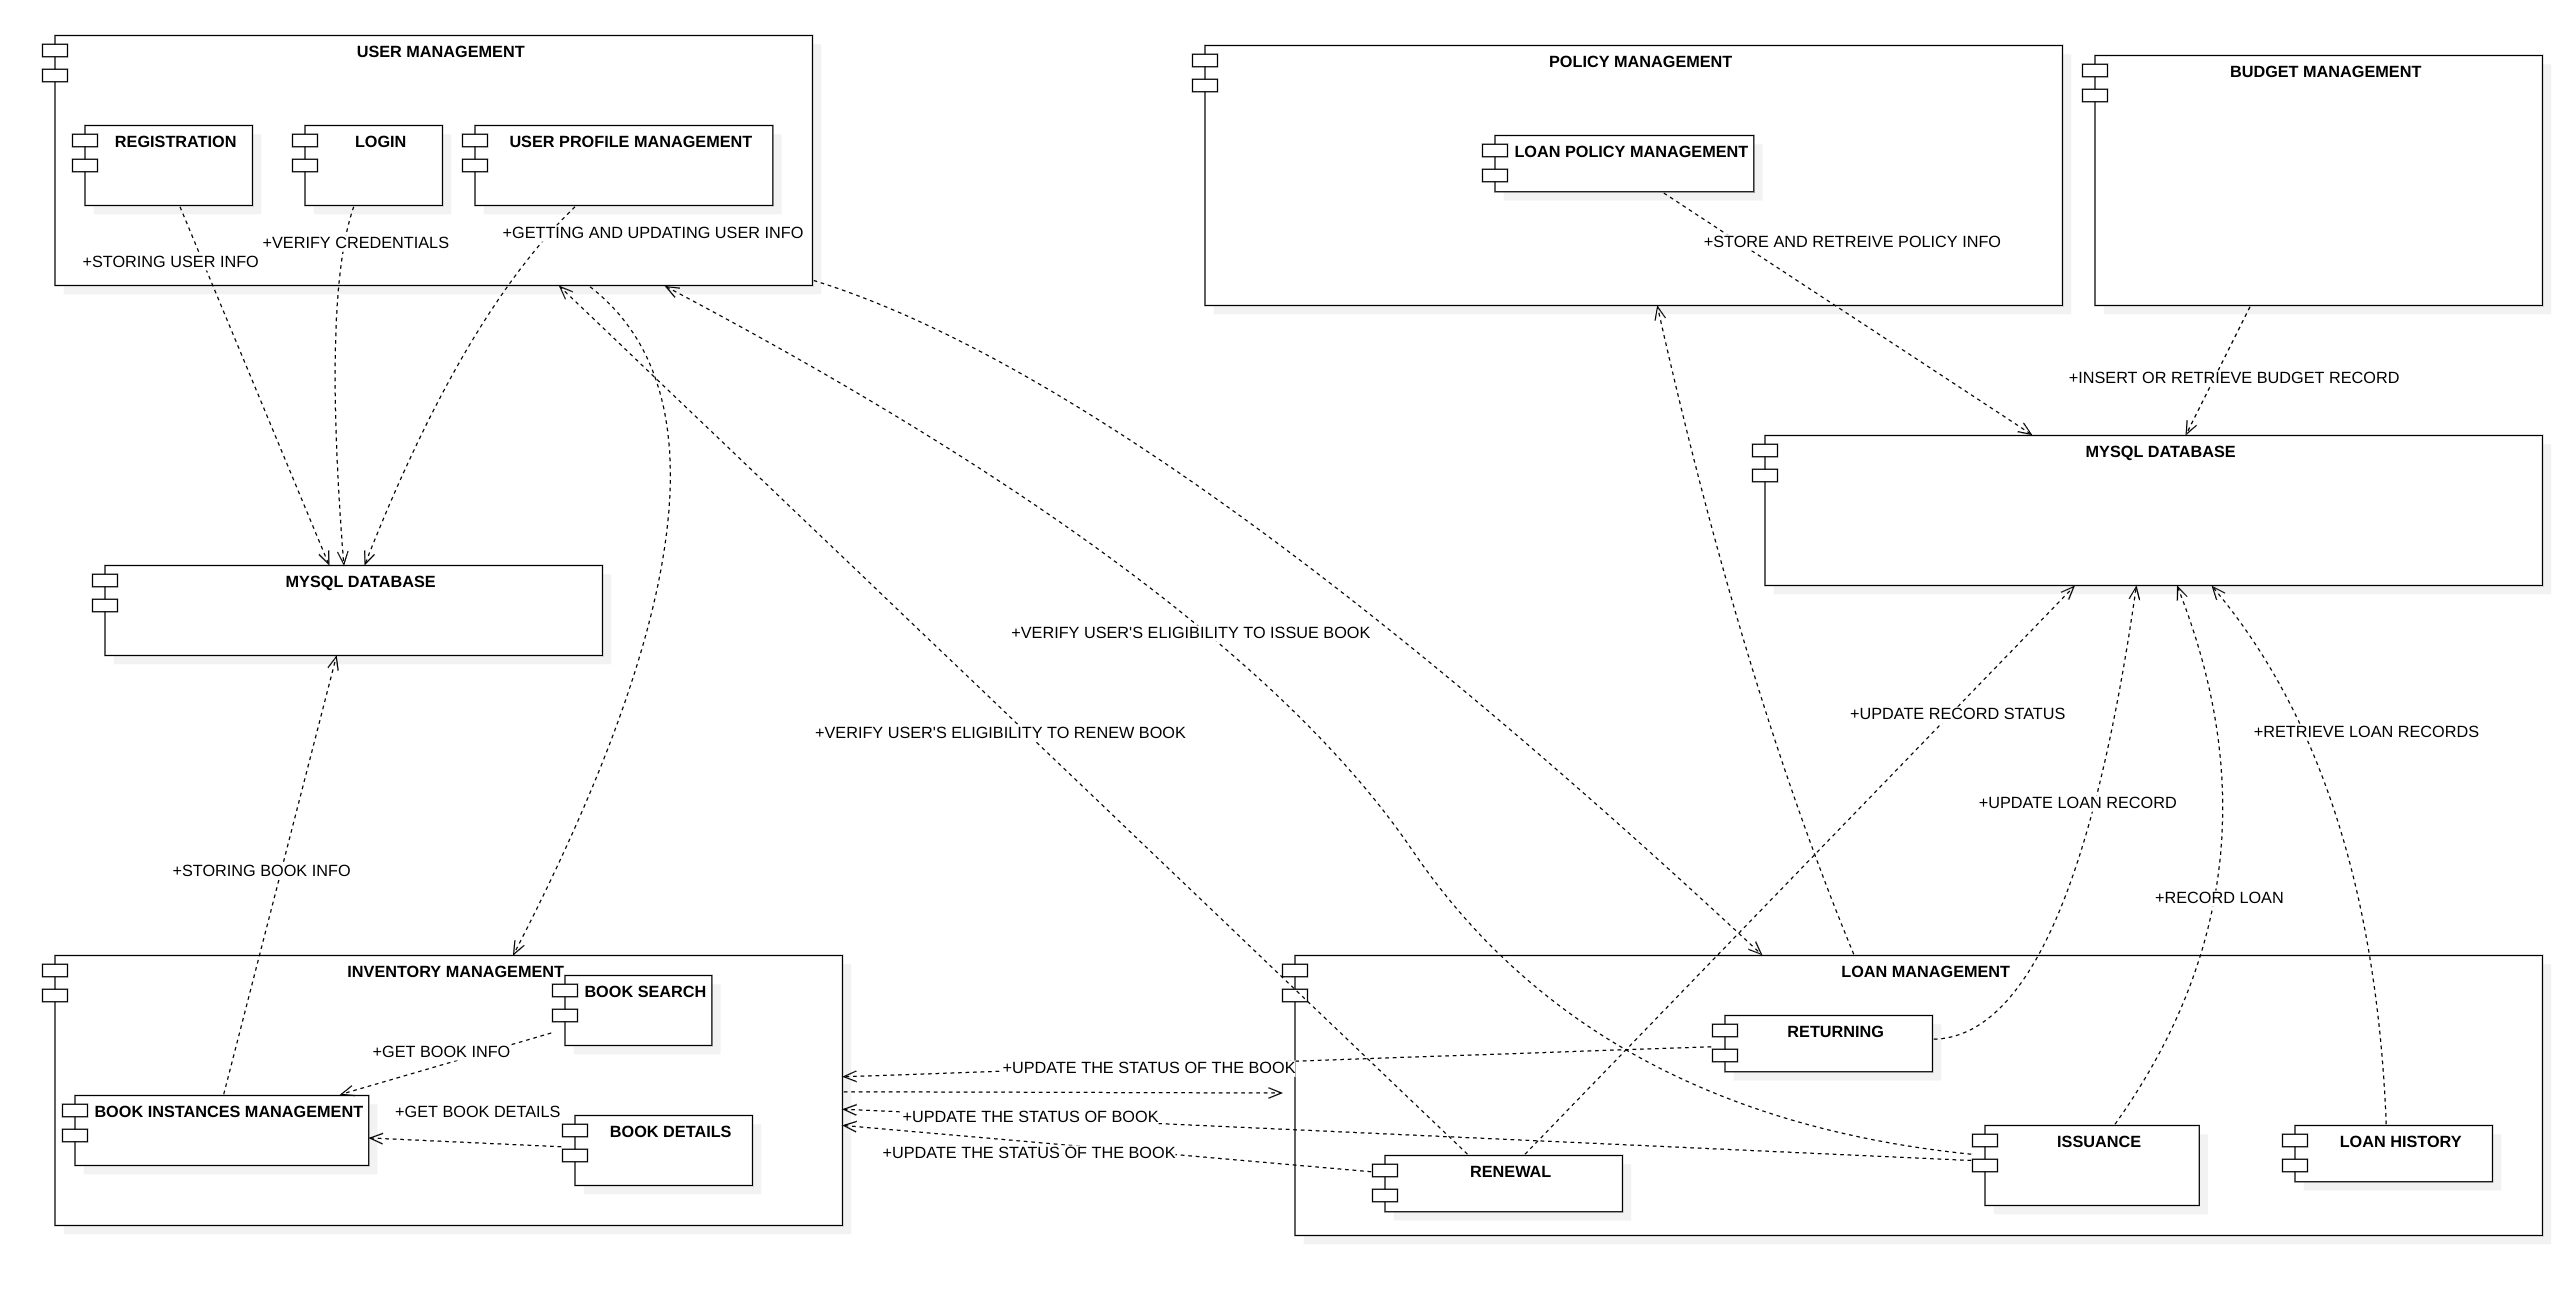 USER MANAGEMENT
POLICY MANAGEMENT
BUDGET MANAGEMENT
REGISTRATION
LOGIN
USER PROFILE MANAGEMENT
LOAN POLICY MANAGEMENT
+GETTING AND UPDATING USER INFO
+VERIFY CREDENTIALS
+STORING USER INFO
+STORE AND RETREIVE POLICY INFO
+INSERT OR RETRIEVE BUDGET RECORD
MYSQL DATABASE
MYSQL DATABASE
+VERIFY USER'S ELIGIBILITY TO ISSUE BOOK
+UPDATE RECORD STATUS
+VERIFY USER'S ELIGIBILITY TO RENEW BOOK
+RETRIEVE LOAN RECORDS
+UPDATE LOAN RECORD
+STORING BOOK INFO
+RECORD LOAN
INVENTORY MANAGEMENT
LOAN MANAGEMENT
BOOK SEARCH
RETURNING
+GET BOOK INFO
+UPDATE THE STATUS OF THE BOOK
BOOK INSTANCES MANAGEMENT
+GET BOOK DETAILS
+UPDATE THE STATUS OF BOOK
BOOK DETAILS
ISSUANCE
LOAN HISTORY
+UPDATE THE STATUS OF THE BOOK
RENEWAL